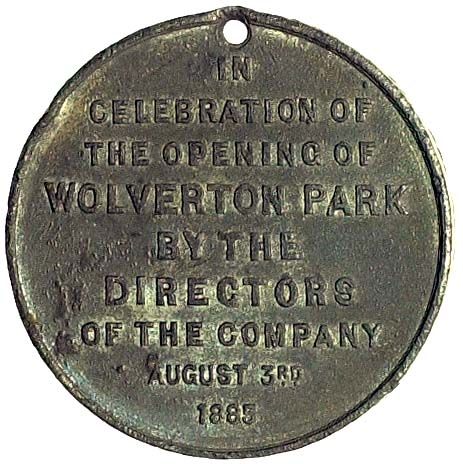 IN
CELEBRATION OF
THE OPENING OF
WOLVERTON PARK
BY THE
DIRECTORS
OF THE COMPANY
AUGUST 3RD
1885